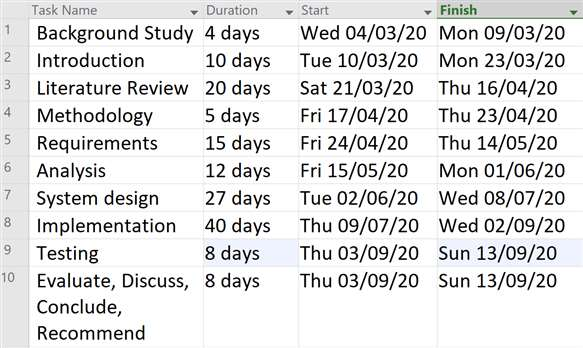 Task Name Duration Start Finish
1 Background Study 4 days Wed 04/03/20 Mon 09/03/20
2 Introduction 10 days Tue 10/03/20 Mon 23/03/20
3 Literature Review 20 days Sat 21/03/20 Thu 16/04/20
4 Methodology 5 days Fri 17/04/20 Thu 23/04/20
5 Requirements 15 days Fri 24/04/20 Thu 14/05/20
6 Analysis 12 days Fri 15/05/20 Mon 01/06/20
7 System design 27 days Tue 02/06/20 Wed 08/07/20
8 Implementation 40 days Thu 09/07/20 Wed 02/09/20
9 Testing 8 days Thu 03/09/20 Sun 13/09/20
10 Evaluate, Discuss, 8 days Thu 03/09/20 Sun 13/09/20
Conclude,
Recommend